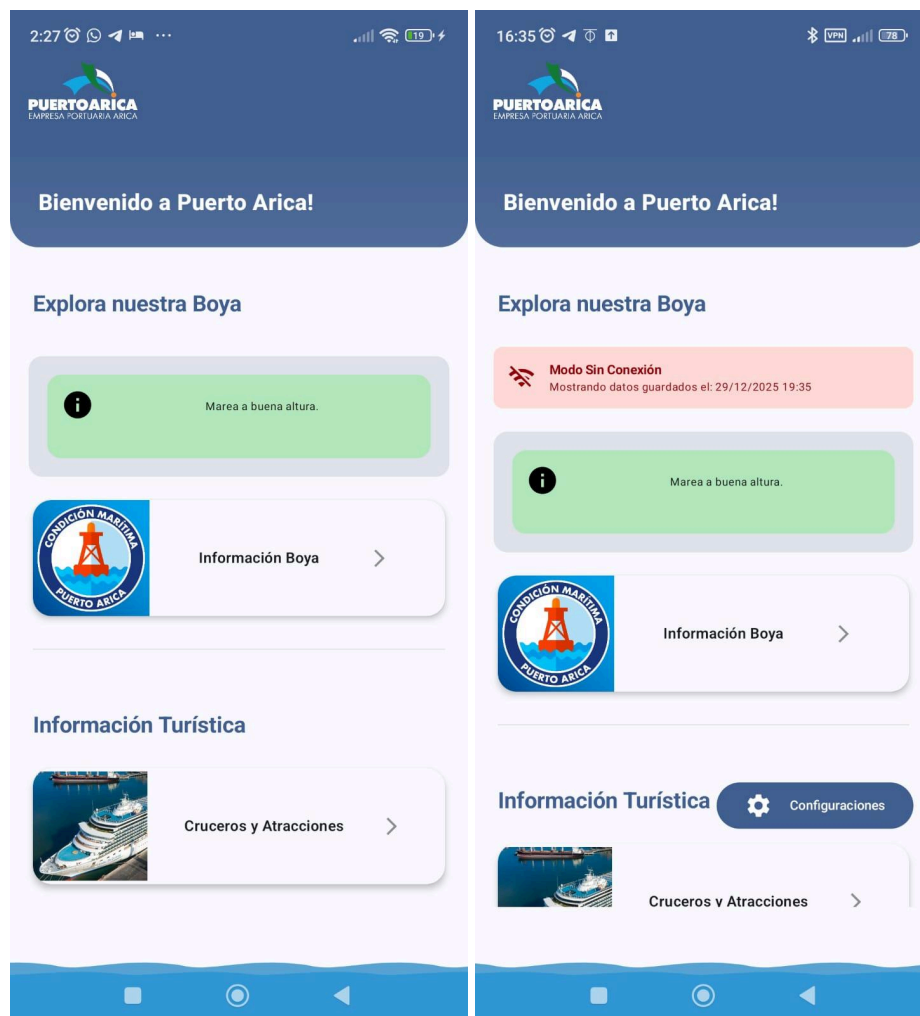 2:27
19
PUERTOARICA
EMPRESA PORTUARIA ARICA
Bienvenido a Puerto Arica!
Explora nuestra Boya
Marea a buena altura.
CONDICIÓN MARÍTIMA
PUERTO ARICA
Información Boya
Información Turística
Cruceros y Atracciones
16:35
VPN
78
PUERTOARICA
EMPRESA PORTUARIA ARICA
Bienvenido a Puerto Arica!
Explora nuestra Boya
Modo Sin Conexión
Mostrando datos guardados el: 29/12/2025 19:35
Marea a buena altura.
CONDICIÓN MARÍTIMA
PUERTO ARICA
Información Boya
Información Turística
Configuraciones
Cruceros y Atracciones